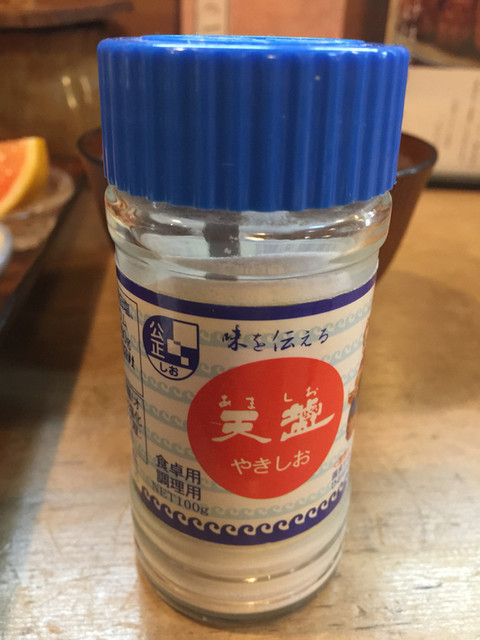 味を伝える
公正
しお
あましお
天塩
やきしお
食卓用
調理用
NET100g